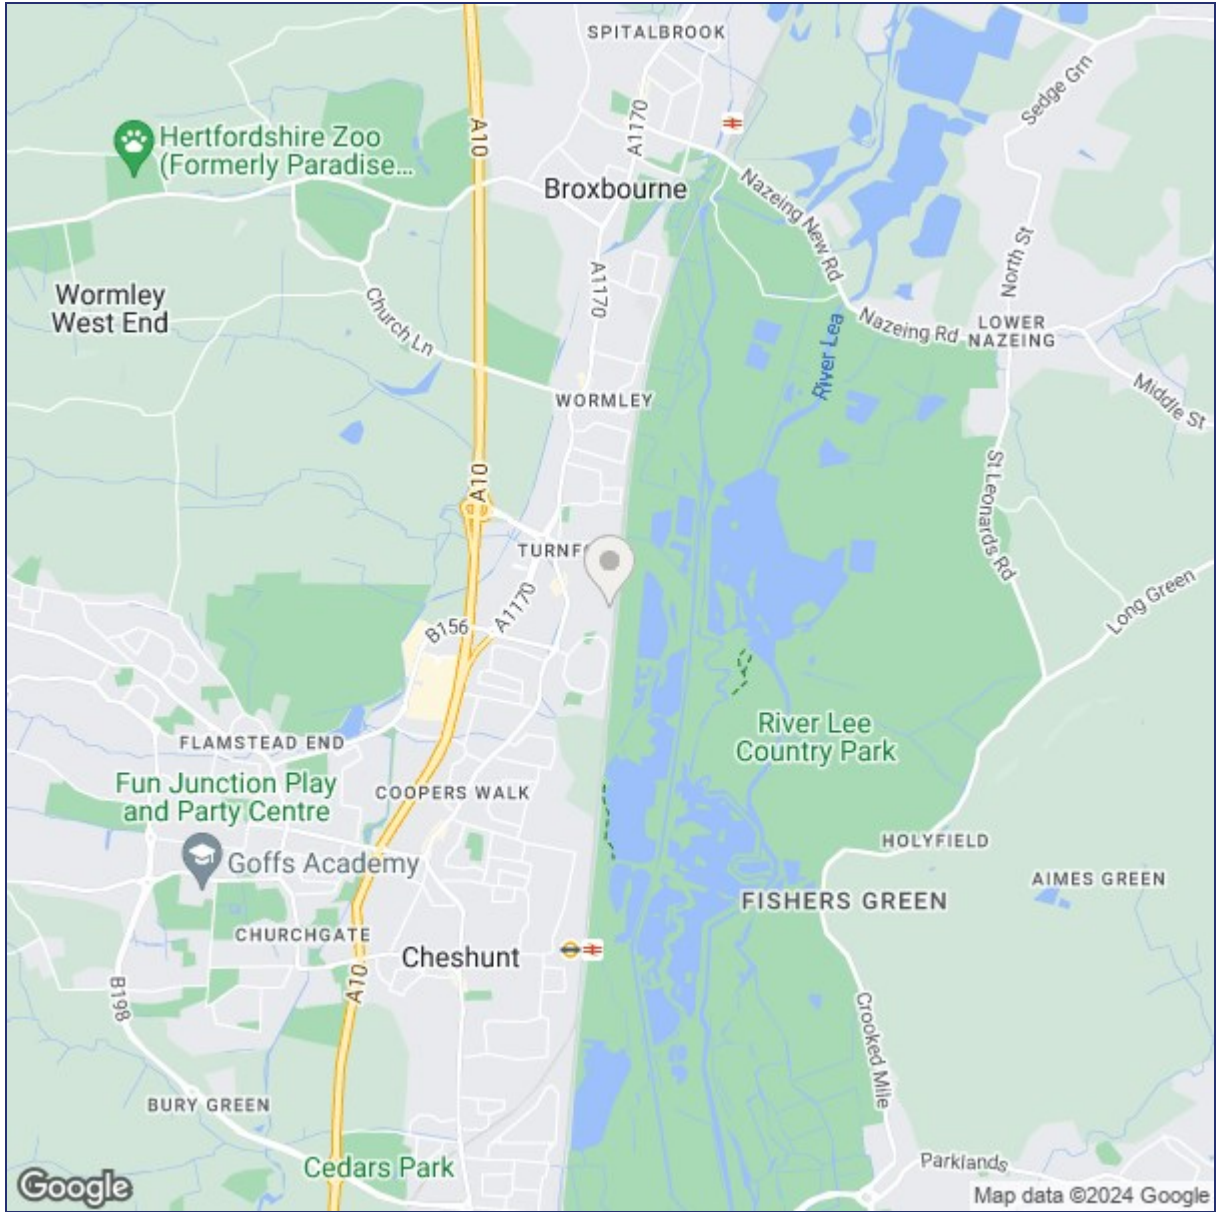 SPITALBROOK
A10
A1170
Sedge Grn
Hertfordshire Zoo
(Formerly Paradise...
Broxbourne
Nazeing New Rd
North St
A1170
Wormley
West End
Church Ln
River Lea
Nazeing Rd
LOWER
NAZEING
WORMLEY
Middle St
A10
St Leonards Rd
A1170
Long Green
B156
River Lee
Country Park
FLAMSTEAD END
Fun Junction Play
and Party Centre
COOPERS WALK
HOLYFIELD
Goffs Academy
AIMES GREEN
FISHERS GREEN
CHURCHGATE
Cheshunt
A10
B198
Crooked Mile
BURY GREEN
Cedars Park
Parklands
Google
Map data ©2024 Google